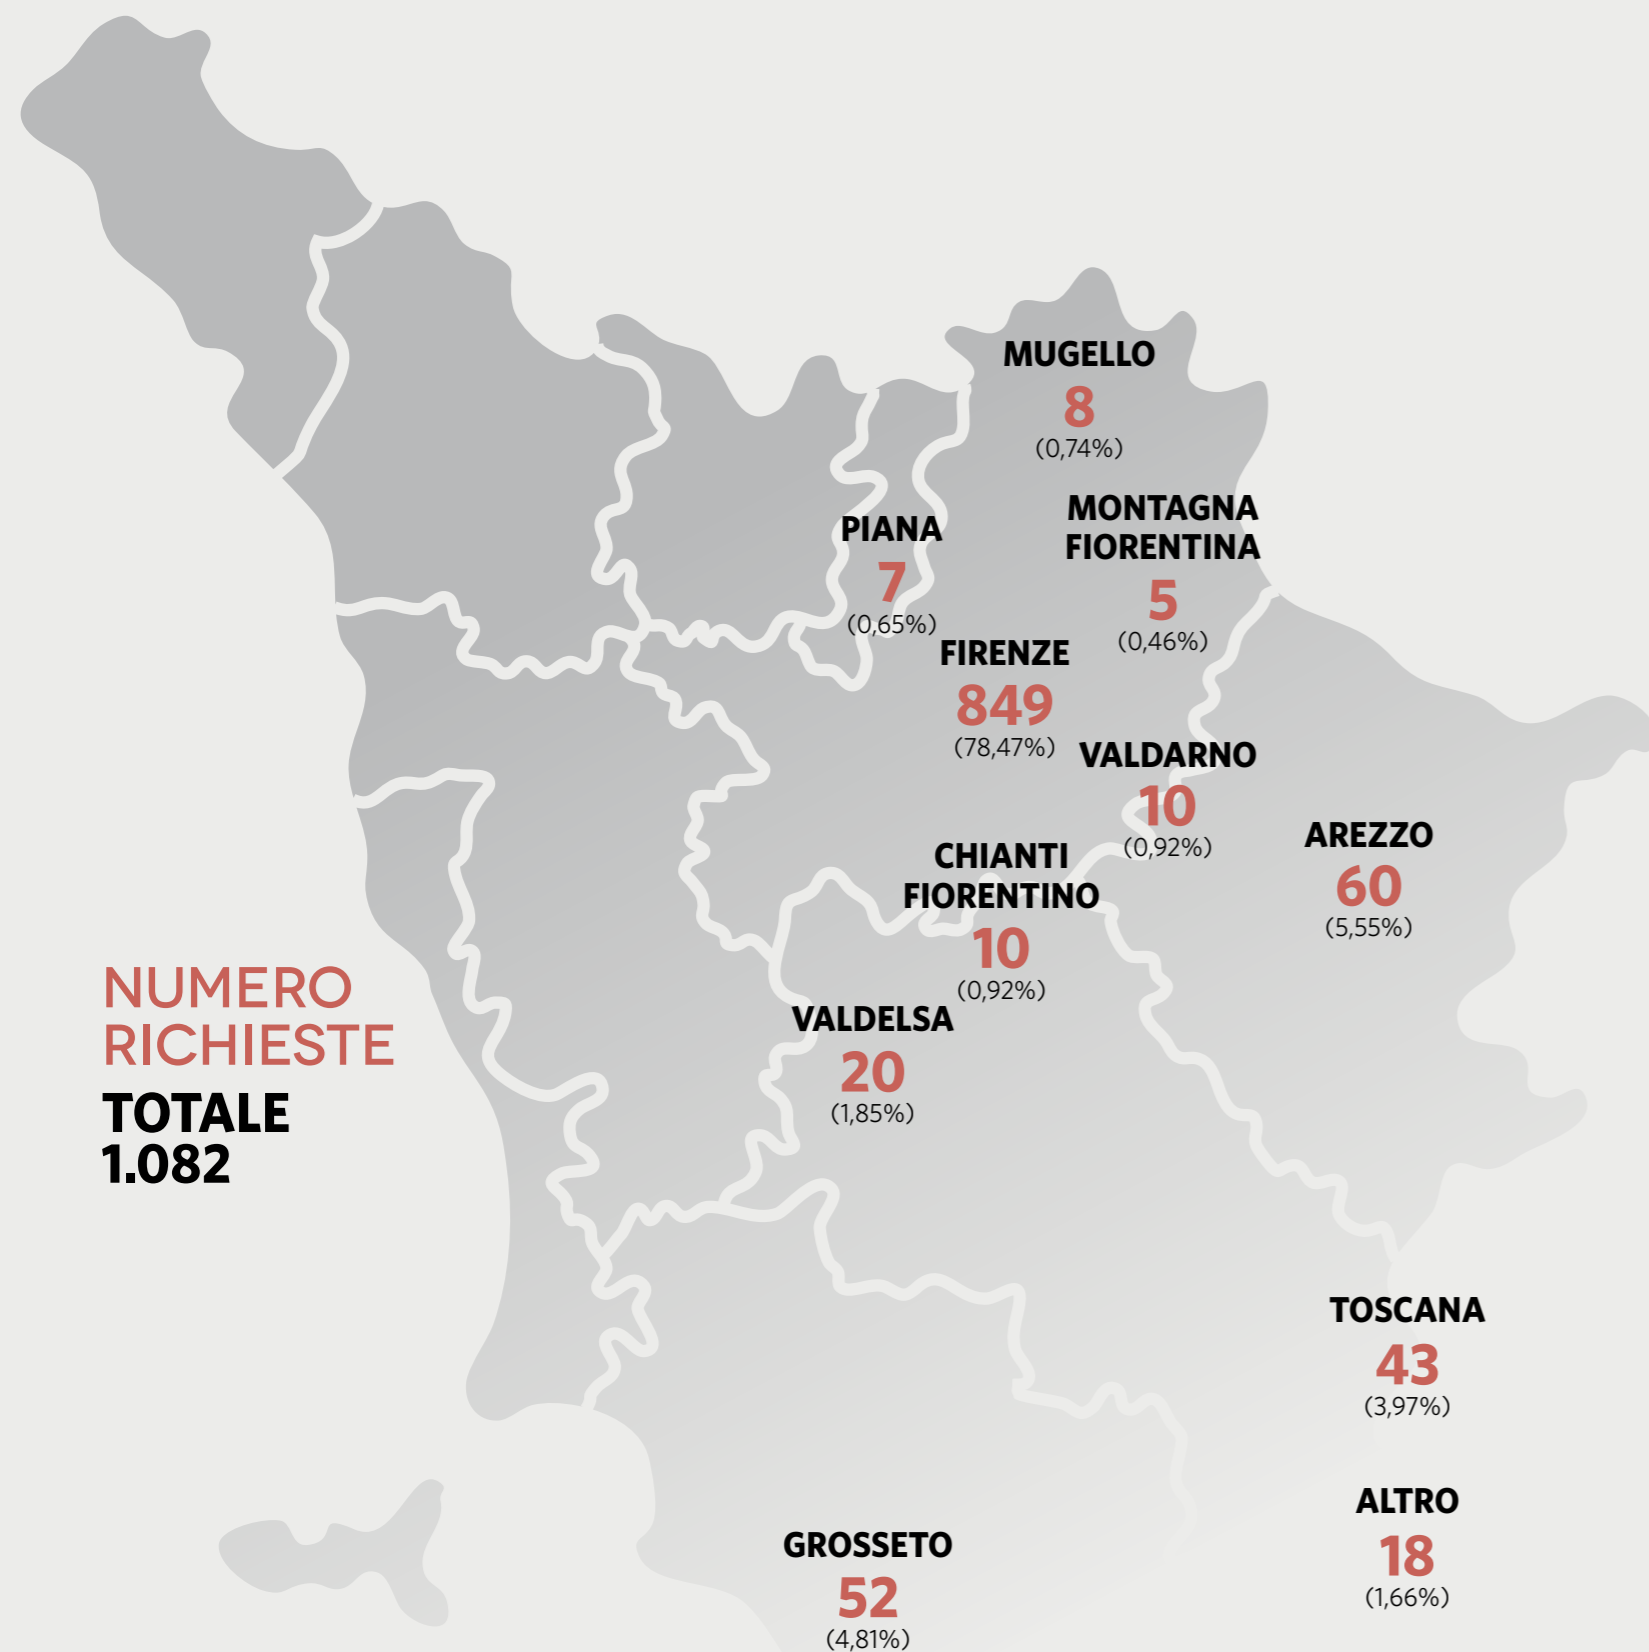 MUGELLO
8
(0,74%)
MONTAGNA
FIORENTINA
5
(0,46%)
PIANA
7
(0,65%)
FIRENZE
849
(78,47%)
VALDARNO
10
(0,92%)
AREZZO
60
(5,55%)
CHIANTI
FIORENTINO
10
(0,92%)
VALDELSA
20
(1,85%)
NUMERO
RICHIESTE
TOTALE
1.082
TOSCANA
43
(3,97%)
ALTRO
18
(1,66%)
GROSSETO
52
(4,81%)